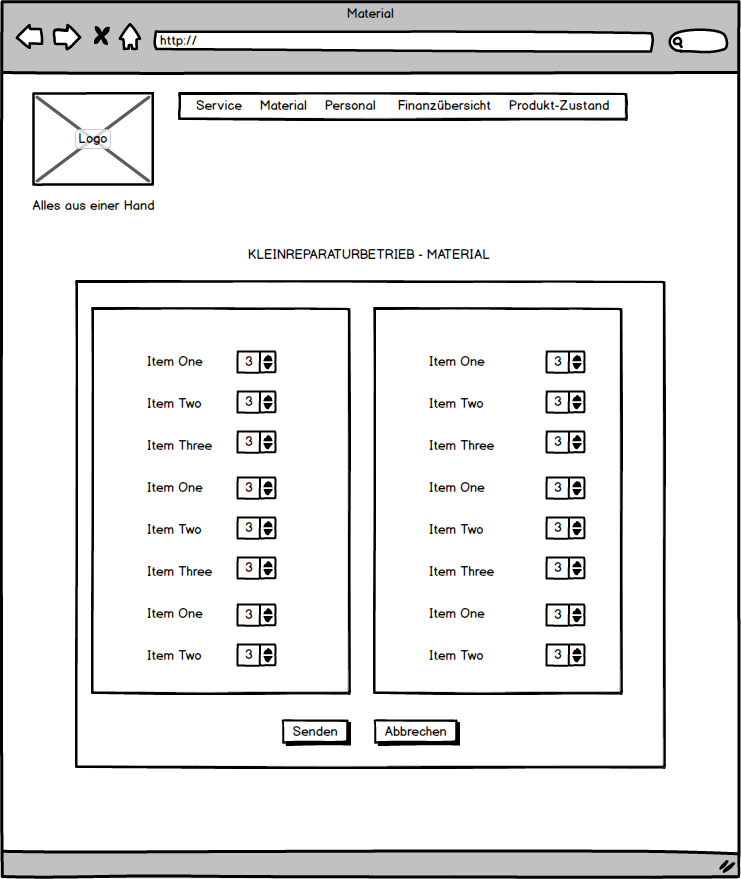 Material
http://
Service Material Personal Finanzübersicht Produkt-Zustand
Logo
Alles aus einer Hand
KLEINREPARATURBETRIEB - MATERIAL
Item One 3
Item Two 3
Item Three 3
Item One 3
Item Two 3
Item Three 3
Item One 3
Item Two 3
Item One 3
Item Two 3
Item Three 3
Item One 3
Item Two 3
Item Three 3
Item One 3
Item Two 3
Senden Abbrechen